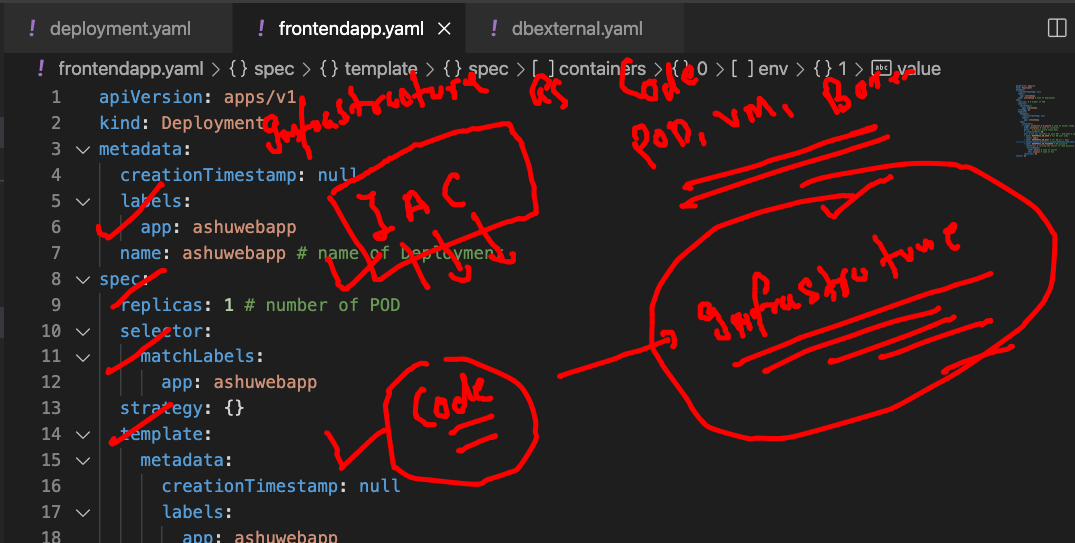 ! deployment.yaml ! frontendapp.yaml × ! dbexternal.yaml
! frontendapp.yaml > {} spec > {} template > {} spec > [ ] containers > {} 0 > [ ] env > {} 1 > abc value
1 apiVersion: apps/v1
2 kind: Deployment
3 metadata:
4 creationTimestamp: null
5 labels:
6 app: ashuwebapp
7 name: ashuwebapp # name of Deployment
8 spec:
9 replicas: 1 # number of POD
10 selector:
11 matchLabels:
12 app: ashuwebapp
13 strategy: {}
14 template:
15 metadata:
16 creationTimestamp: null
17 labels:
18 app: ashuwebapp
Infrastructure as Code
POD, VM,
IAC
Infrastructure
Code